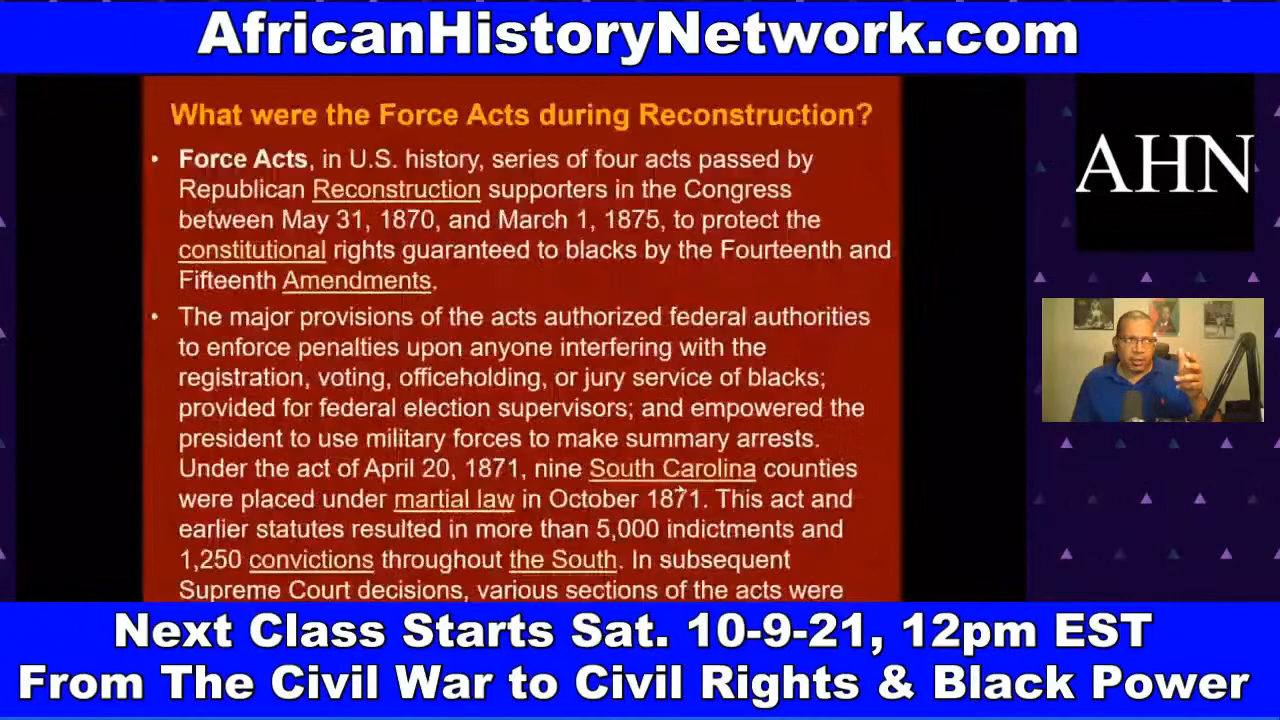 AfricanHistoryNetwork.com
What were the Force Acts during Reconstruction?
• Force Acts, in U.S. history, series of four acts passed by
Republican Reconstruction supporters in the Congress
between May 31, 1870, and March 1, 1875, to protect the
constitutional rights guaranteed to blacks by the Fourteenth and
Fifteenth Amendments.
• The major provisions of the acts authorized federal authorities
to enforce penalties upon anyone interfering with the
registration, voting, officeholding, or jury service of blacks;
provided for federal election supervisors; and empowered the
president to use military forces to make summary arrests.
Under the act of April 20, 1871, nine South Carolina counties
were placed under martial law in October 1871. This act and
earlier statutes resulted in more than 5,000 indictments and
1,250 convictions throughout the South. In subsequent
Supreme Court decisions, various sections of the acts were
AHN
Next Class Starts Sat. 10-9-21, 12pm EST
From The Civil War to Civil Rights & Black Power